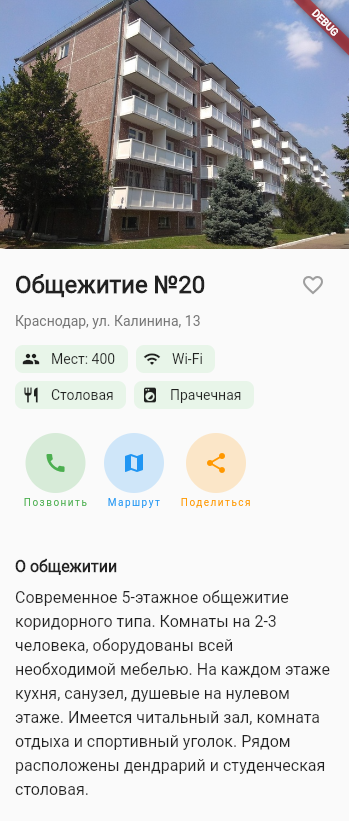 DEBUG
Общежитие №20
Краснодар, ул. Калинина, 13
Мест: 400
Wi-Fi
Столовая
Прачечная
Позвонить
Маршрут
Поделиться
О общежитии
Современное 5-этажное общежитие
коридорного типа. Комнаты на 2-3
человека, оборудованы всей
необходимой мебелью. На каждом этаже
кухня, санузел, душевые на нулевом
этаже. Имеется читальный зал, комната
отдыха и спортивный уголок. Рядом
расположены дендрарий и студенческая
столовая.